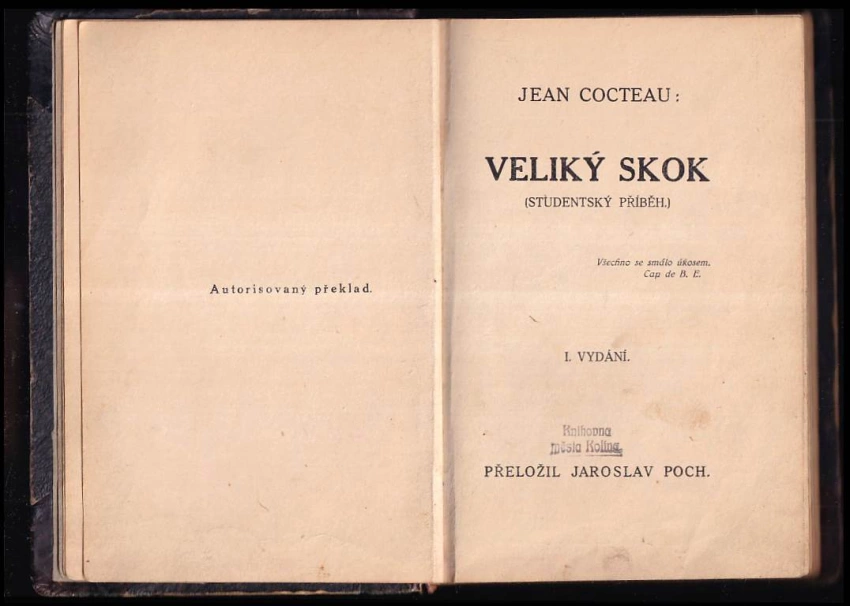 Autorisovaný překlad.
JEAN COCTEAU:
VELIKÝ SKOK
(STUDENTSKÝ PŘÍBĚH.)
Všechno se smálo úkosem.
Cap de B. E.
I. VYDÁNÍ.
Knihovna
města Kolína
PŘELOŽIL JAROSLAV POCH.